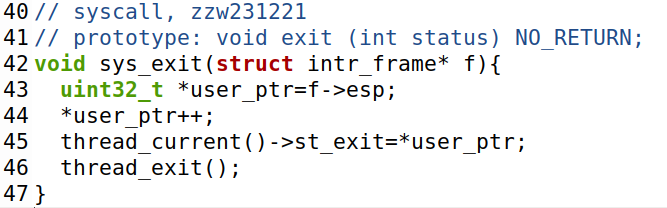 40 // syscall, zzw231221
41 // prototype: void exit (int status) NO_RETURN;
42 void sys_exit(struct intr_frame* f){
43   uint32_t *user_ptr=f->esp;
44   *user_ptr++;
45   thread_current()->st_exit=*user_ptr;
46   thread_exit();
47 }